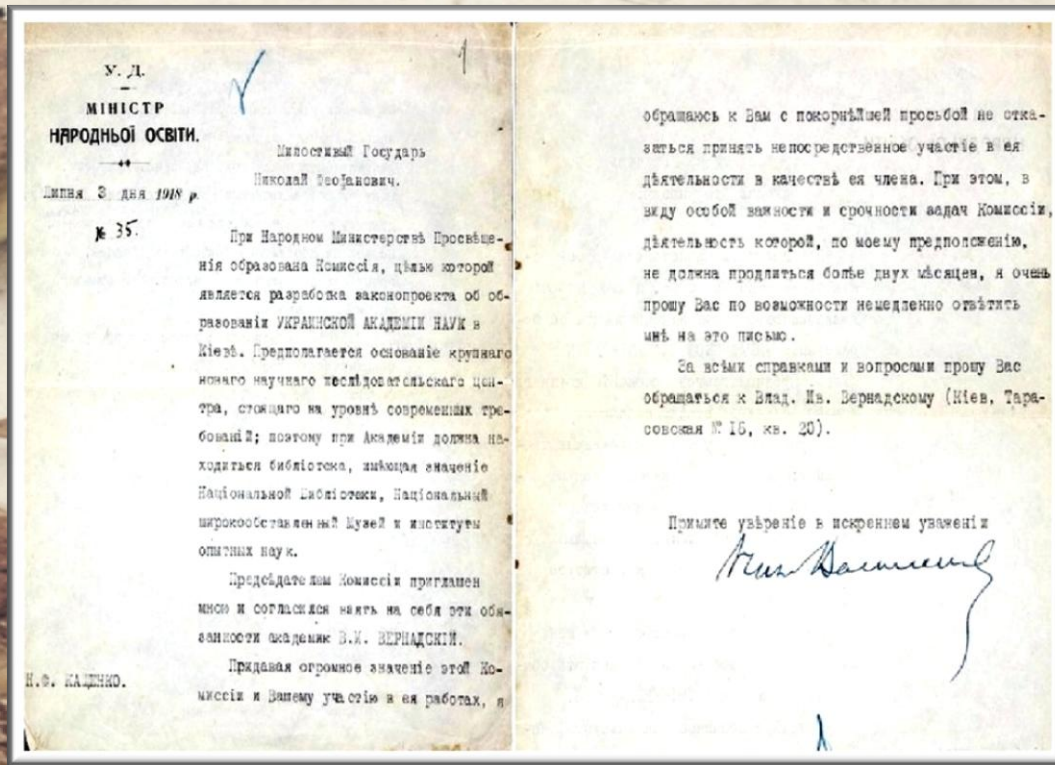 У. Д.
МІНІСТР
НАРОДНЬОЇ ОСВІТИ.
Липня 3 дня 1918 р.
№ 35.
1
Милостивый Государь
Николай Феофанович.
При Народном Министерствѣ Просвѣще-
нія образована Комиссія, цѣлью которой
является разработка законопроекта об об-
разованіи УКРАИНСКОЙ АКАДЕМІИ НАУК в
Кіевѣ. Предполагается основаніе крупнаго
новаго научнаго изслѣдовательскаго цен-
тра, стоящаго на уровнѣ современных тре-
бованій; поэтому при Академіи должна на-
ходиться библіотека, имѣющая значеніе
Національной Библіотеки, Національный
широкообставленный Музей и институты
опытных наук.
Предсѣдателем Комиссіи приглашен
мною и согласился взять на себя эти обя-
занности академик В.И. ВЕРНАДСКІЙ.
Придавая огромное значеніе этой Ко-
миссіи и Вашему участію в ея работах, я
Н.Ф. КАЩЕНКО.
обращаюсь к Вам с покорнѣйшей просьбой не отка-
заться принять непосредственное участіе в ея
дѣятельности в качествѣ ея члена. При этом, в
виду особой важности и срочности задач Комиссіи,
дѣятельность которой, по моему предположенію,
не должна продлиться болѣе двух мѣсяцев, я очень
прошу Вас по возможности немедленно отвѣтить
мнѣ на это письмо.
За всѣми справками и вопросами прошу Вас
обращаться к Влад. Ив. Вернадскому (Кіев, Тара-
совская № 16, кв. 20).
Примите увѣреніе в искреннем уваженіи